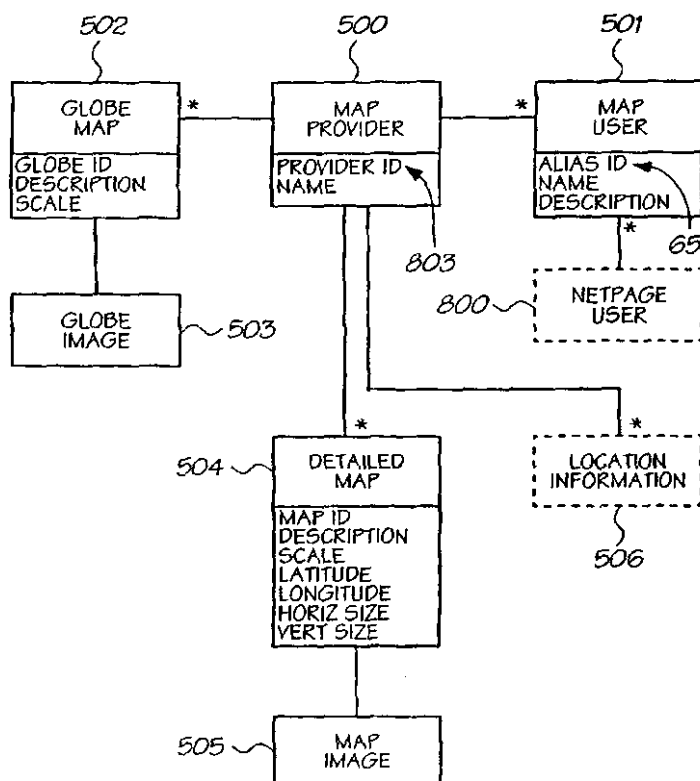 502
500
501
GLOBE
MAP
*
MAP
PROVIDER
*
MAP
USER
GLOBE ID
DESCRIPTION
SCALE
PROVIDER ID
NAME
ALIAS ID
NAME
DESCRIPTION
*
803
65
GLOBE
IMAGE
503
800
NETPAGE
USER
*
*
504
DETAILED
MAP
LOCATION
INFORMATION
MAP ID
DESCRIPTION
SCALE
LATITUDE
LONGITUDE
HORIZ SIZE
VERT SIZE
506
505
MAP
IMAGE